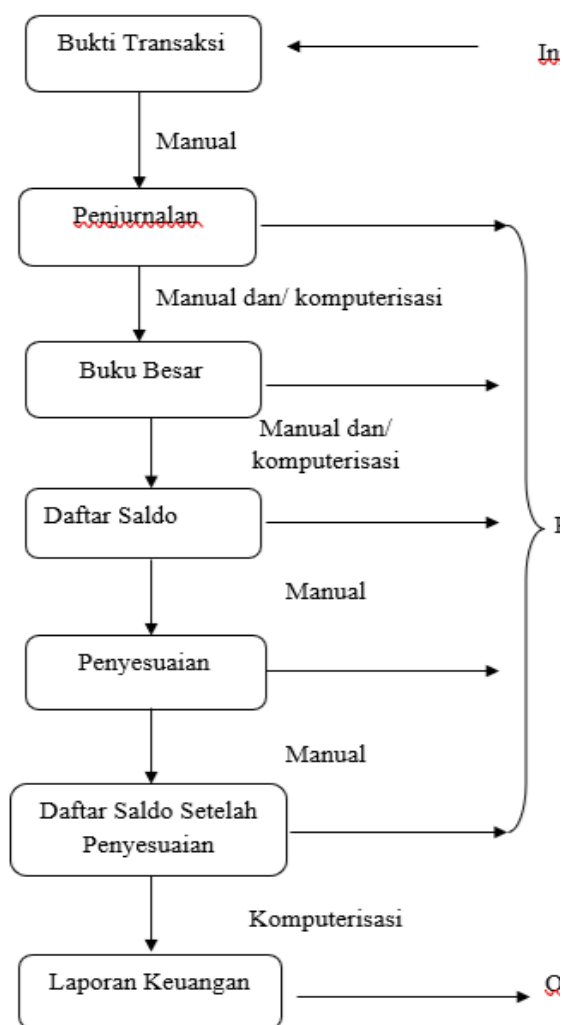 Bukti Transaksi
In
Manual
Penjurnalan
Manual dan/ komputerisasi
Buku Besar
Manual dan/
komputerisasi
Daftar Saldo
Manual
Penyesuaian
Manual
Daftar Saldo Setelah
Penyesuaian
Komputerisasi
Laporan Keuangan